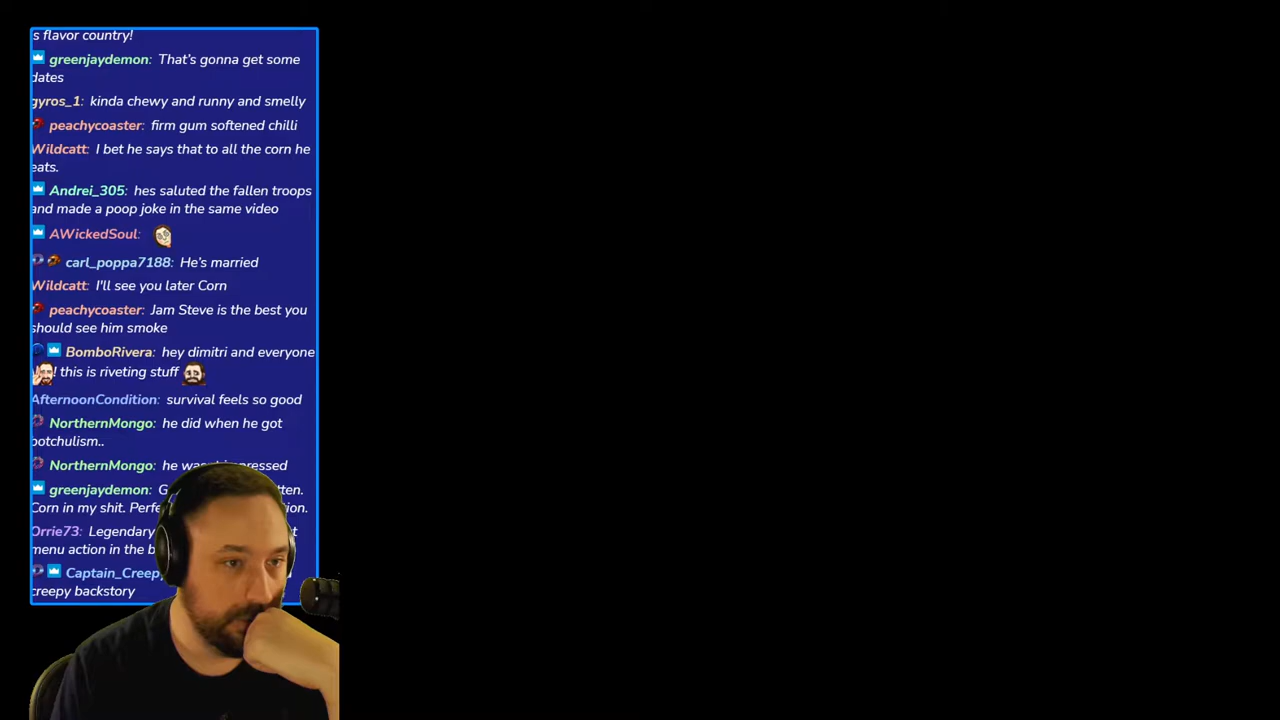 s flavor country!
greenjaydemon: That's gonna get some
dates
gyros_1: kinda chewy and runny and smelly
peachycoaster: firm gum softened chilli
Wildcatt: I bet he says that to all the corn he
eats.
Andrei_305: hes saluted the fallen troops
and made a poop joke in the same video
AWickedSoul:
carl_poppa7188: He's married
Wildcatt: I'll see you later Corn
peachycoaster: Jam Steve is the best you
should see him smoke
BomboRivera: hey dimitri and everyone
! this is riveting stuff
AfternoonCondition: survival feels so good
NorthernMongo: he did when he got
botchulism..
NorthernMongo: he
greenjaydemon:
Corn in my shit.
Orrie73: Legendary
menu action in the
creepy backstory